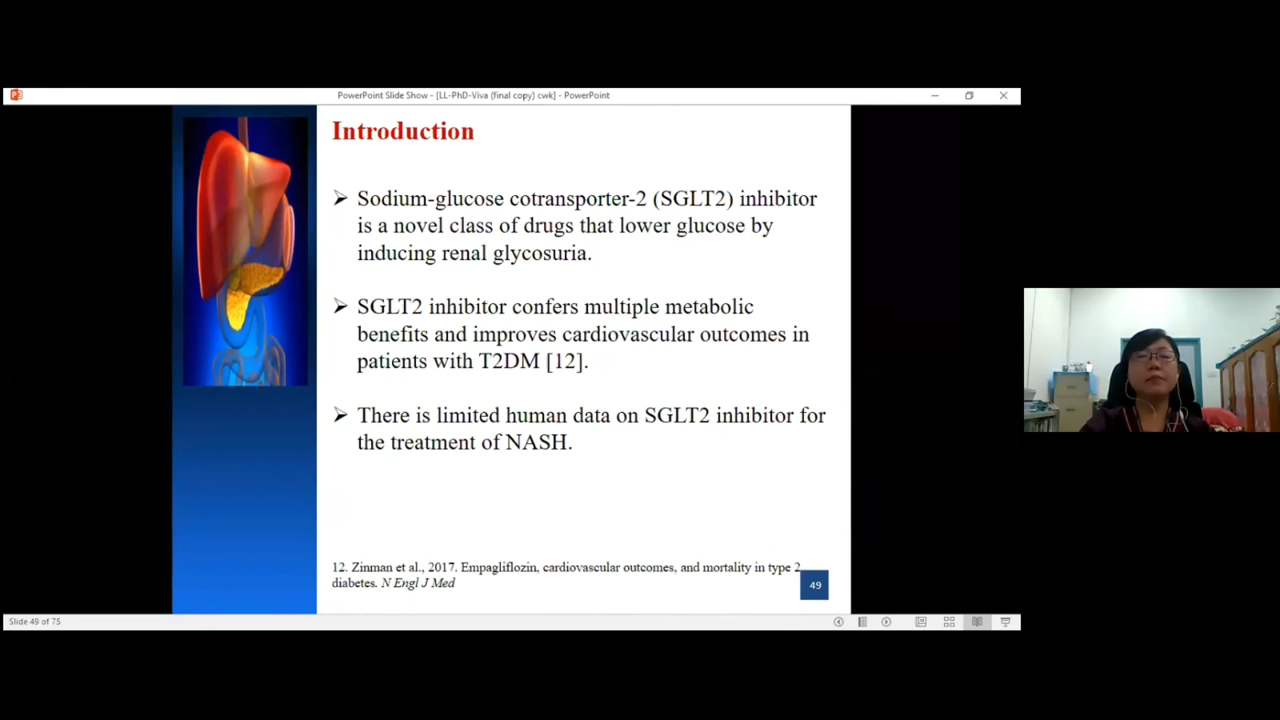 PowerPoint Slide Show - [LL-PhD-Viva (final copy) cwk] - PowerPoint
Introduction
➢ Sodium-glucose cotransporter-2 (SGLT2) inhibitor
is a novel class of drugs that lower glucose by
inducing renal glycosuria.
➢ SGLT2 inhibitor confers multiple metabolic
benefits and improves cardiovascular outcomes in
patients with T2DM [12].
➢ There is limited human data on SGLT2 inhibitor for
the treatment of NASH.
12. Zinman et al., 2017. Empagliflozin, cardiovascular outcomes, and mortality in type 2
diabetes. N Engl J Med
49
Slide 49 of 75